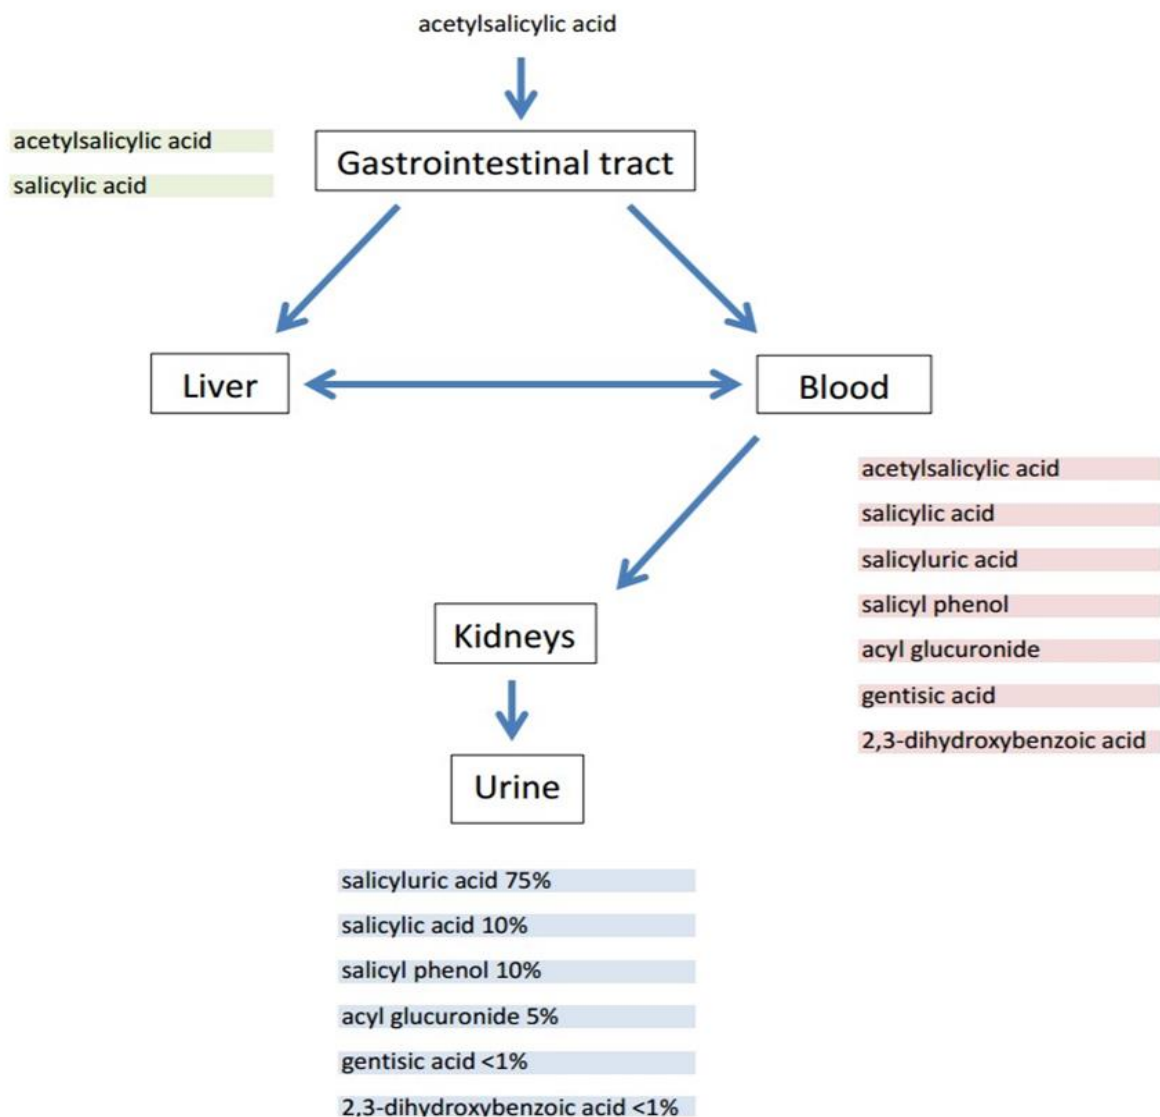 acetylsalicylic acid
acetylsalicylic acid
salicylic acid
Gastrointestinal tract
Liver
Blood
acetylsalicylic acid
salicylic acid
salicyluric acid
salicyl phenol
acyl glucuronide
gentisic acid
2,3-dihydroxybenzoic acid
Kidneys
Urine
salicyluric acid 75%
salicylic acid 10%
salicyl phenol 10%
acyl glucuronide 5%
gentisic acid <1%
2,3-dihydroxybenzoic acid <1%